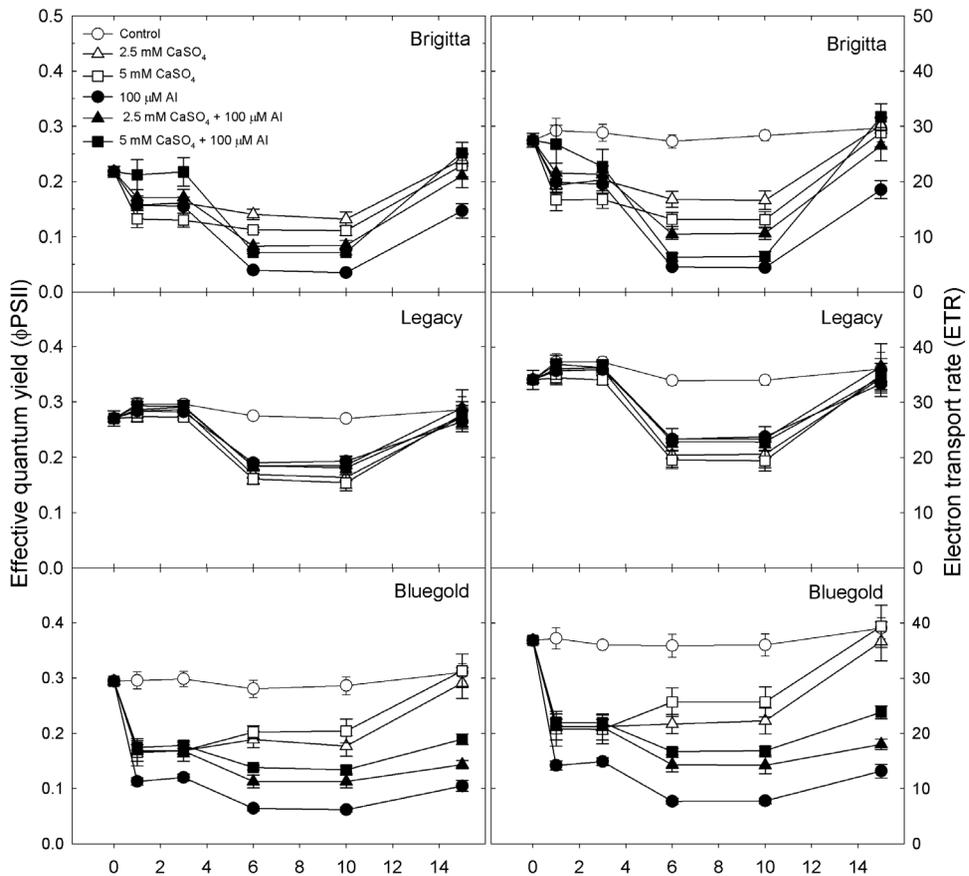 0.5
0.4
0.3
0.2
0.1
0.0
Control
2.5 mM CaSO4
5 mM CaSO4
100 μM Al
2.5 mM CaSO4 + 100 μM Al
5 mM CaSO4 + 100 μM Al
Brigitta
Brigitta
50
40
30
20
10
0
0.4
0.3
0.2
0.1
0.0
Legacy
Legacy
40
30
20
10
0
0.4
0.3
0.2
0.1
0.0
Bluegold
Bluegold
40
30
20
10
0
Effective quantum yield (ϕPSII)
Electron transport rate (ETR)
0 2 4 6 8 10 12 14
0 2 4 6 8 10 12 14